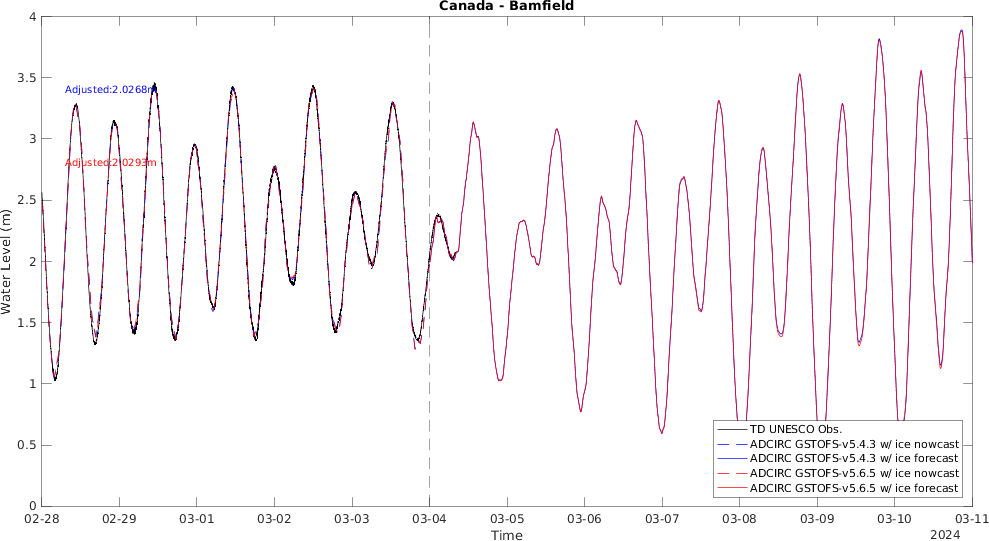 Canada - Bamfield
4
3.5
3
2.5
2
1.5
1
0.5
0
Water Level (m)
Adjusted:2.0268m
Adjusted:2.0293m
TD UNESCO Obs.
ADCIRC GSTOFS-v5.4.3 w/ ice nowcast
ADCIRC GSTOFS-v5.4.3 w/ ice forecast
ADCIRC GSTOFS-v5.6.5 w/ ice nowcast
ADCIRC GSTOFS-v5.6.5 w/ ice forecast
02-28 02-29 03-01 03-02 03-03 03-04 03-05 03-06 03-07 03-08 03-09 03-10 03-11
Time
2024